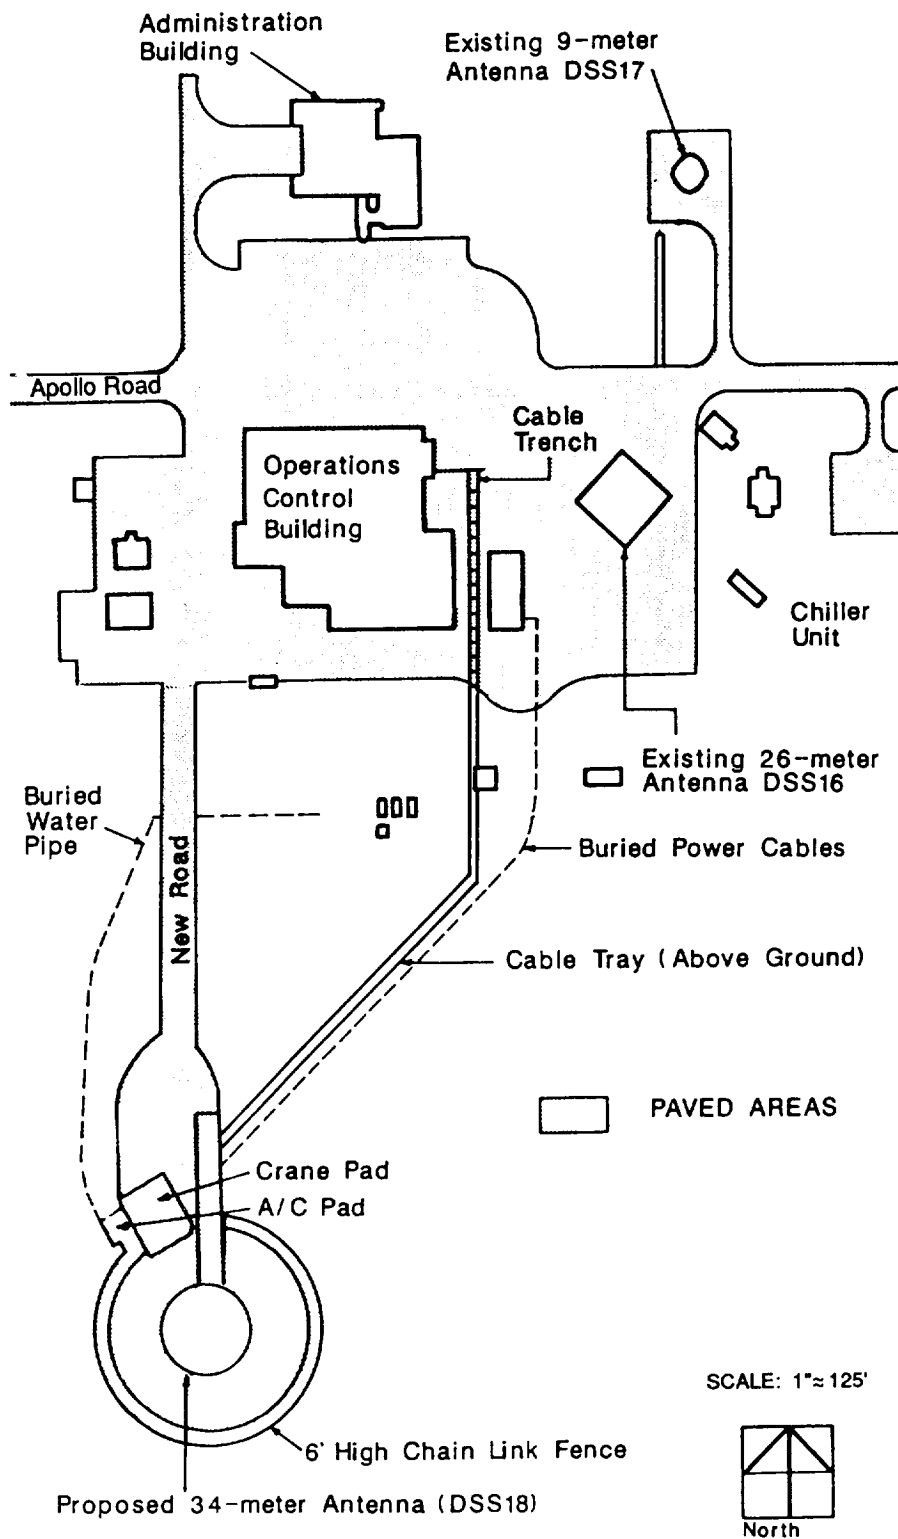 Administration
Building
Existing 9-meter
Antenna DSS17
Apollo Road
Cable
Trench
Operations
Control
Building
Chiller
Unit
Existing 26-meter
Antenna DSS16
Buried
Water
Pipe
Buried Power Cables
New Road
Cable Tray (Above Ground)
PAVED AREAS
Crane Pad
A/C Pad
SCALE: 1"≈125'
6' High Chain Link Fence
Proposed 34-meter Antenna (DSS18)
North